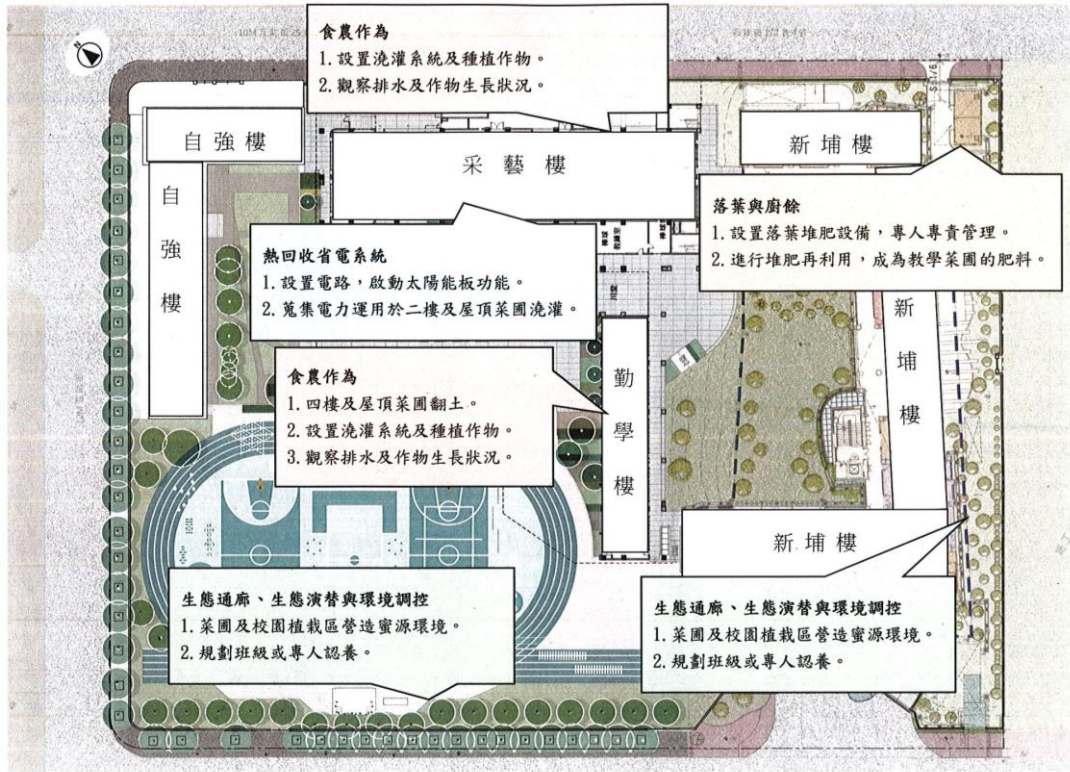 N
食農作為
1. 設置澆灌系統及種植作物。
2. 觀察排水及作物生長狀況。
自強樓
采藝樓
新埔樓
自強樓
落葉與廚餘
1. 設置落葉堆肥設備，專人專責管理。
2. 進行堆肥再利用，成為教學菜圃的肥料。
熱回收省電系統
1. 設置電路，啟動太陽能板功能。
2. 蒐集電力運用於二樓及屋頂菜圃澆灌。
新埔樓
食農作為
1. 四樓及屋頂菜圃翻土。
2. 設置澆灌系統及種植作物。
3. 觀察排水及作物生長狀況。
勤學樓
新埔樓
生態通廊、生態演替與環境調控
1. 菜圃及校園植栽區營造蜜源環境。
2. 規劃班級或專人認養。
生態通廊、生態演替與環境調控
1. 菜圃及校園植栽區營造蜜源環境。
2. 規劃班級或專人認養。